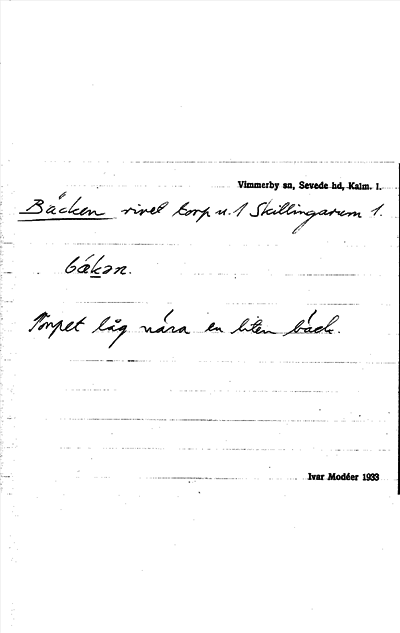 Vimmerby sn, Sevede hd, Kalm. l.
Bäcken rivet torp u. 1 Skillingarum 1.
bäkən.
Torpet låg nära en liten bäck.
Ivar Modéer 1933